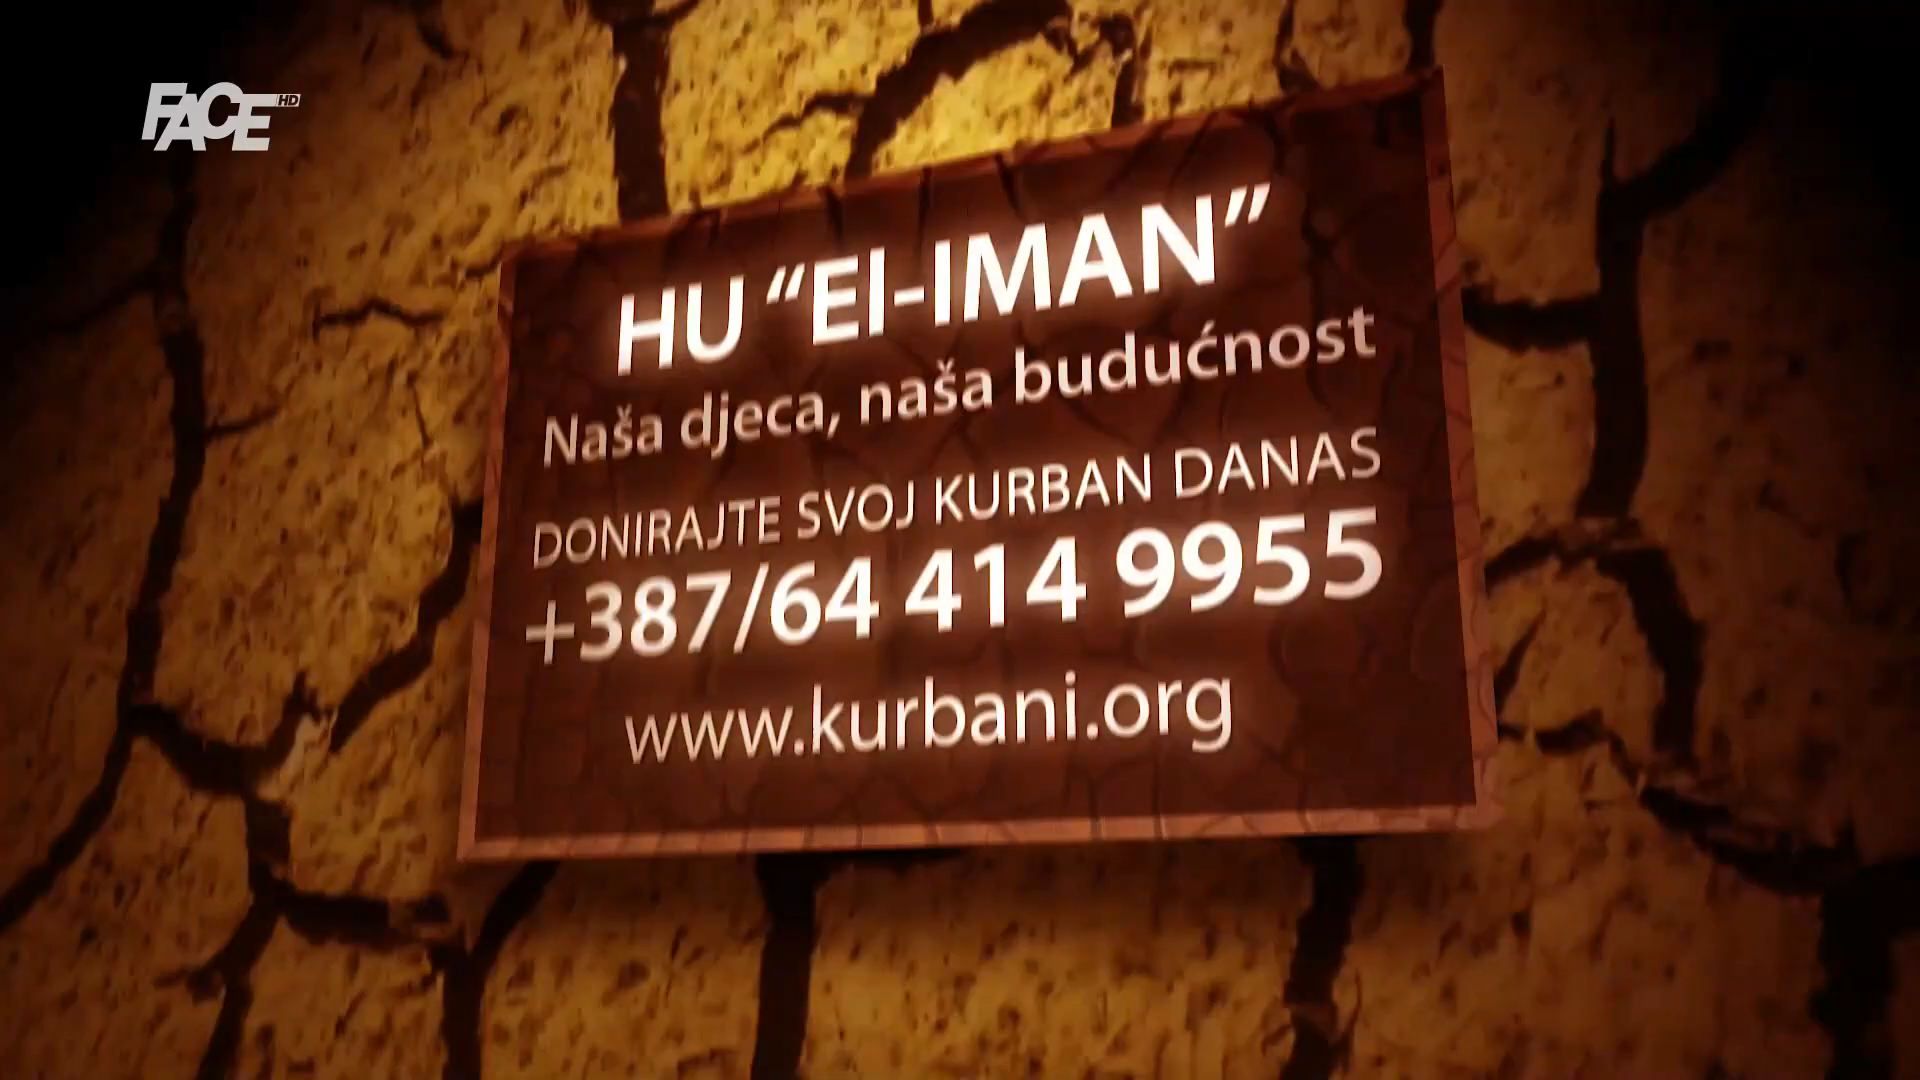 FACE HD
HU “El-IMAN”
Naša djeca, naša budućnost
DONIRAJTE SVOJ KURBAN DANAS
+387/64 414 9955
www.kurbani.org